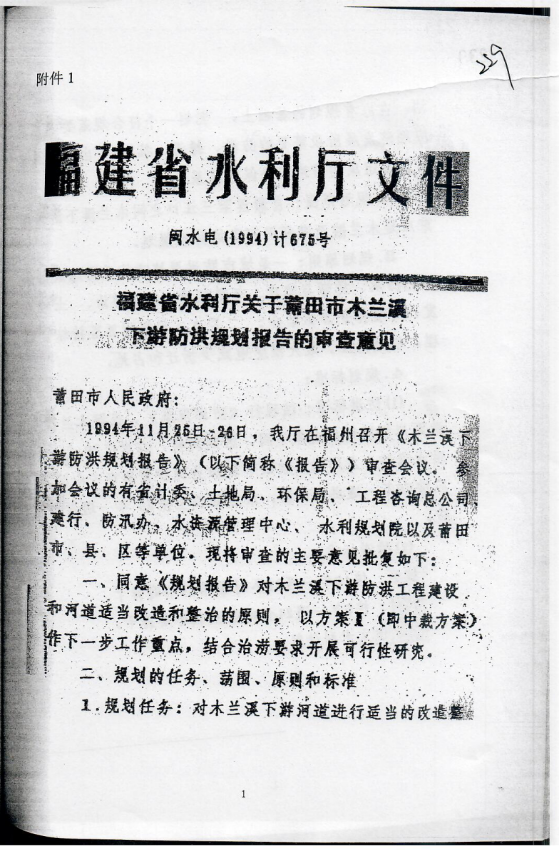 229
附件1
福建省水利厅文件
闽水电(1994)计675号
福建省水利厅关于莆田市木兰溪
下游防洪规划报告的审查意见
莆田市人民政府:
1994年11月25日-26日,我厅在福州召开《木兰溪下
游防洪规划报告》(以下简称《报告》)审查会议。参
加会议的有省计委、土地局、环保局、工程咨询总公司
建行、防汛办、水资源管理中心、水利规划院以及莆田
市、县、区等单位。现将审查的主要意见批复如下:
一、同意《规划报告》对木兰溪下游防洪工程建设
和河道适当改造和整治的原则,以方案Ⅱ(即中裁方案)
作下一步工作重点,结合治涝要求开展可行性研究。
二、规划的任务、范围、原则和标准
1.规划任务:对木兰溪下游河道进行适当的改造整
1